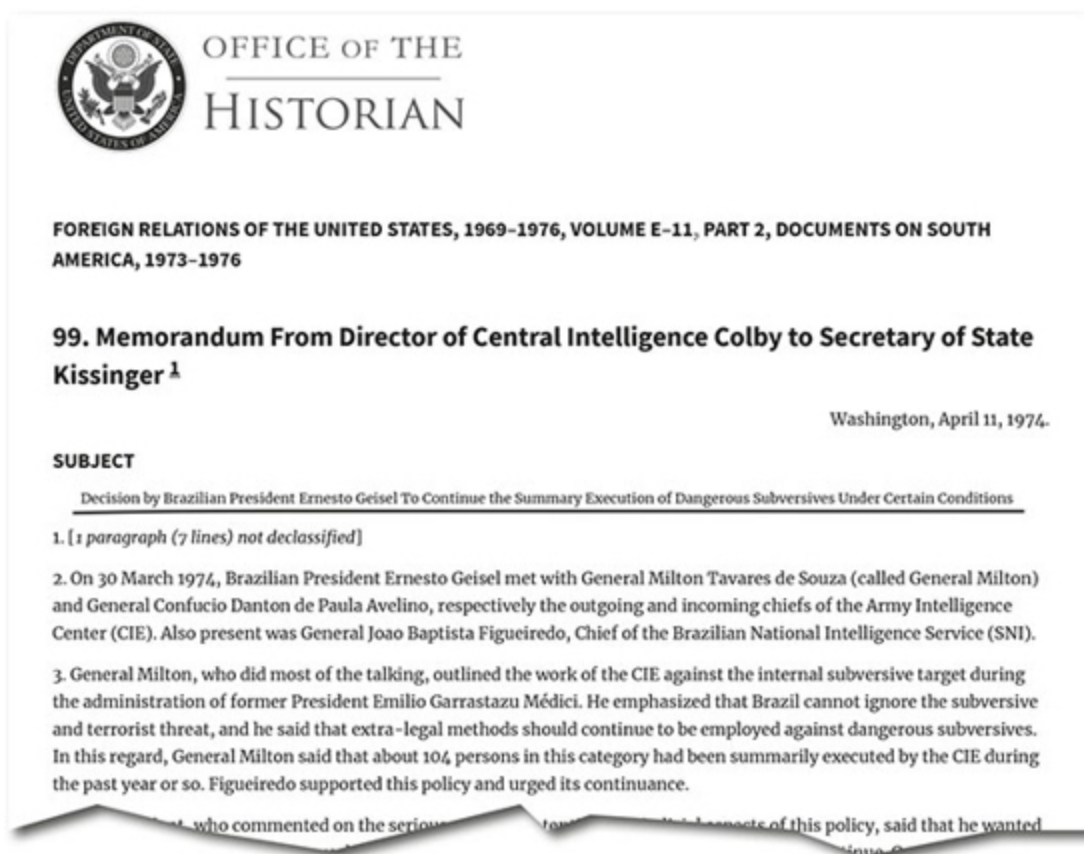 DEPARTMENT OF STATE
UNITED STATES OF AMERICA
OFFICE OF THE
HISTORIAN
FOREIGN RELATIONS OF THE UNITED STATES, 1969–1976, VOLUME E–11, PART 2, DOCUMENTS ON SOUTH
AMERICA, 1973–1976
99. Memorandum From Director of Central Intelligence Colby to Secretary of State
Kissinger 1
Washington, April 11, 1974.
SUBJECT
Decision by Brazilian President Ernesto Geisel To Continue the Summary Execution of Dangerous Subversives Under Certain Conditions
1. [1 paragraph (7 lines) not declassified]
2. On 30 March 1974, Brazilian President Ernesto Geisel met with General Milton Tavares de Souza (called General Milton)
and General Confucio Danton de Paula Avelino, respectively the outgoing and incoming chiefs of the Army Intelligence
Center (CIE). Also present was General Joao Baptista Figueiredo, Chief of the Brazilian National Intelligence Service (SNI).
3. General Milton, who did most of the talking, outlined the work of the CIE against the internal subversive target during
the administration of former President Emilio Garrastazu Médici. He emphasized that Brazil cannot ignore the subversive
and terrorist threat, and he said that extra-legal methods should continue to be employed against dangerous subversives.
In this regard, General Milton said that about 104 persons in this category had been summarily executed by the CIE during
the past year or so. Figueiredo supported this policy and urged its continuance.
who commented on the aspects of this policy, said that he wanted